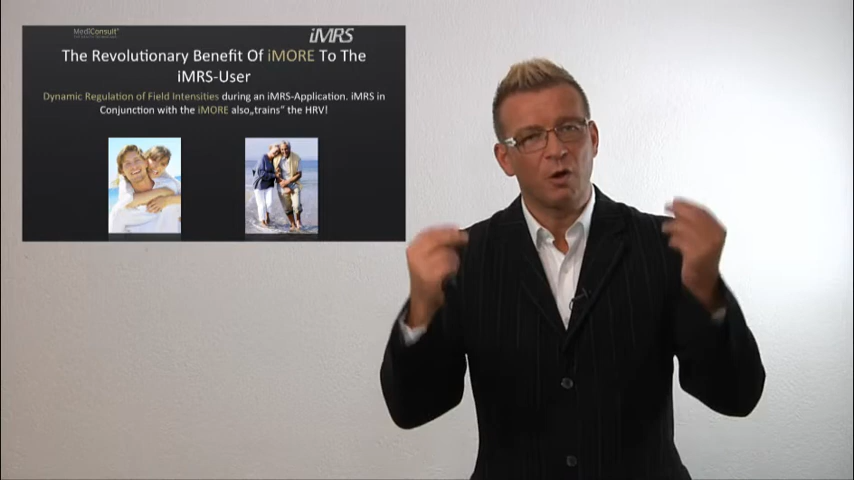 MediConsult
iMRS
The Revolutionary Benefit Of iMORE To The
iMRS-User
Dynamic Regulation of Field Intensities during an iMRS-Application. iMRS in
Conjunction with the iMORE also„trains“ the HRV!